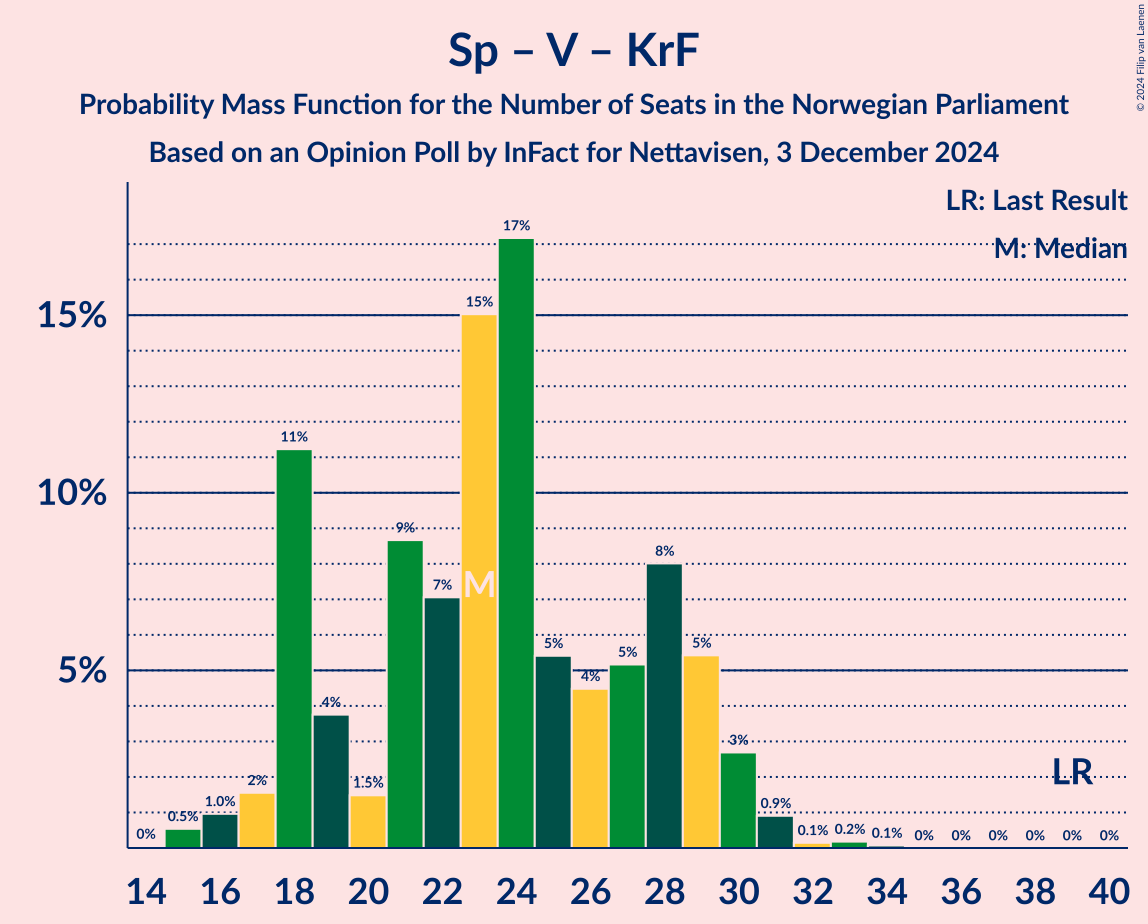 Sp – V – KrF
Probability Mass Function for the Number of Seats in the Norwegian Parliament
Based on an Opinion Poll by InFact for Nettavisen, 3 December 2024
© 2024 Filip van Laenen
LR: Last Result
M: Median
15%
10%
5%
0% 0.5% 1.0% 2% 11% 4% 1.5% 9% 7% 15% 17% 5% 4% 5% 8% 5% 3% 0.9% 0.1% 0.2% 0.1% 0% 0% 0% 0% 0% 0%
M
LR
14 16 18 20 22 24 26 28 30 32 34 36 38 40